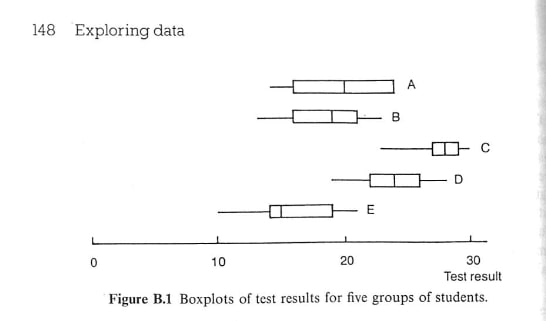 148 Exploring data
A
B
C
D
E
0 10 20 30
Test result
Figure B.1 Boxplots of test results for five groups of students.